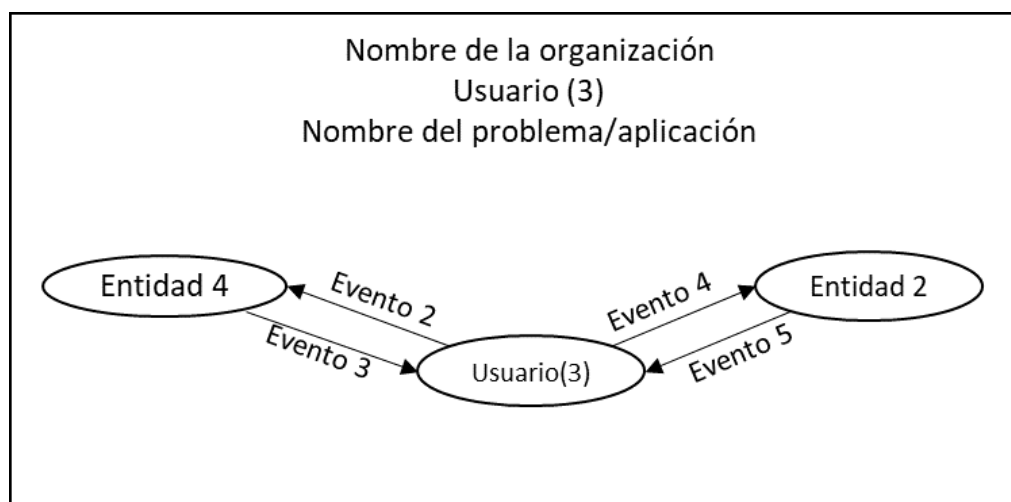 Nombre de la organización
Usuario (3)
Nombre del problema/aplicación
Entidad 4
Evento 2
Evento 3
Usuario(3)
Evento 4
Evento 5
Entidad 2